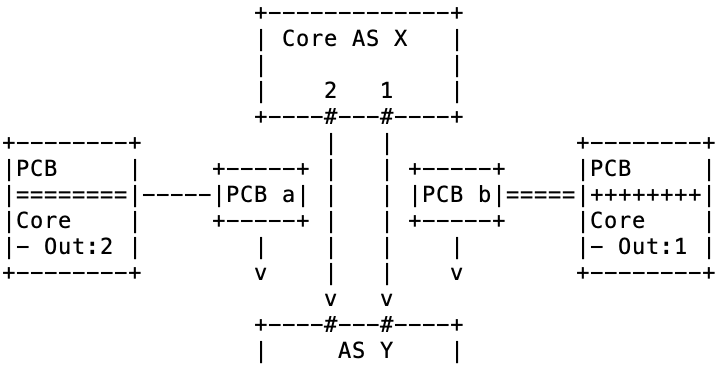 Core AS X
2 1
PCB
========
Core
- Out:2
PCB a
PCB b
PCB
++++++++
Core
- Out:1
v
v
v v
AS Y